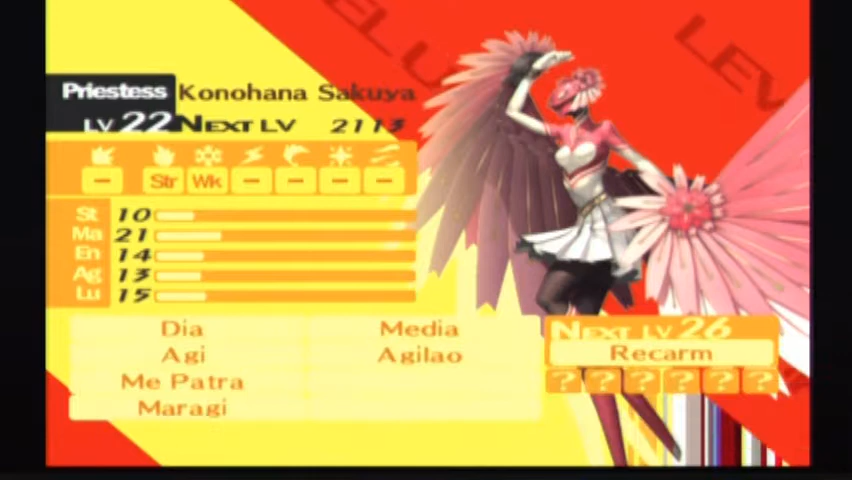 Priestess Konohana Sakuya
LV 22 NEXT LV 2113
– Str Wk – – – –
St 10
Ma 21
En 14
Ag 13
Lu 15
Dia Media
Agi Agilao
Me Patra
Maragi
NEXT LV 26
Recarm
? ? ? ? ? ?